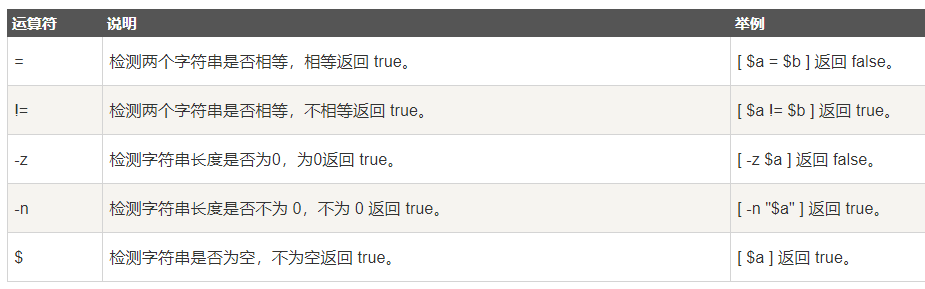 运算符 说明 举例
= 检测两个字符串是否相等，相等返回 true。 [ $a = $b ] 返回 false。
!= 检测两个字符串是否相等，不相等返回 true。 [ $a != $b ] 返回 true。
-z 检测字符串长度是否为0，为0返回 true。 [ -z $a ] 返回 false。
-n 检测字符串长度是否不为 0，不为 0 返回 true。 [ -n "$a" ] 返回 true。
$ 检测字符串是否为空，不为空返回 true。 [ $a ] 返回 true。